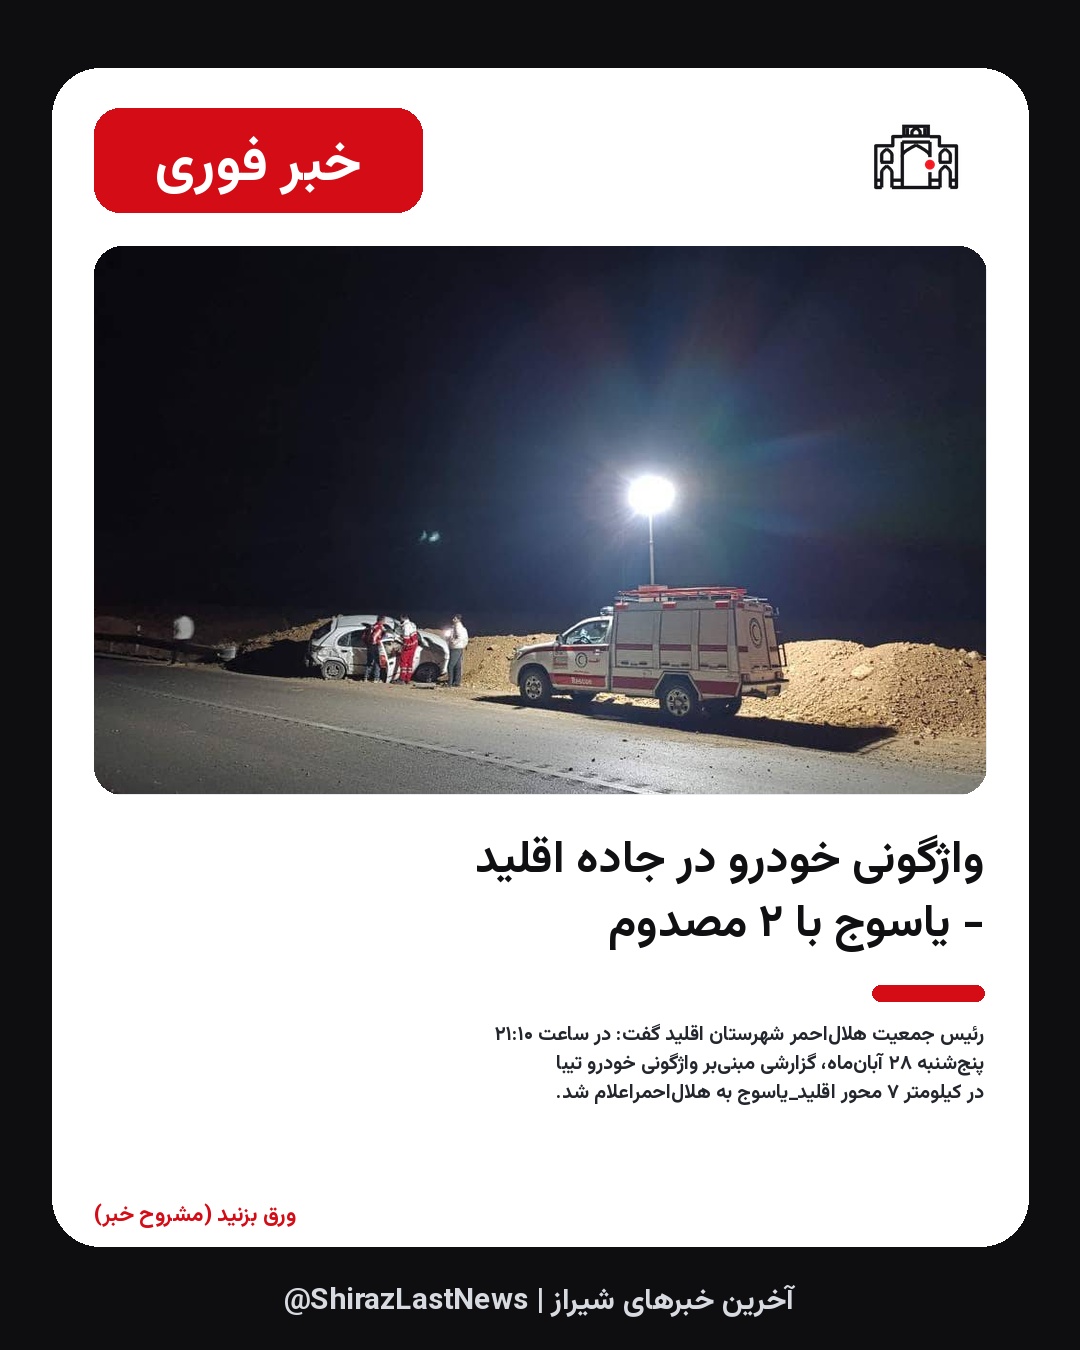 خبر فوری
Rescue
واژگونی خودرو در جاده اقلید
- یاسوج با ۲ مصدوم
رئیس جمعیت هلال‌احمر شهرستان اقلید گفت: در ساعت ۲۱:۱۰
پنج‌شنبه ۲۸ آبان‌ماه، گزارشی مبنی‌بر واژگونی خودرو تیبا
در کیلومتر ۷ محور اقلید_یاسوج به هلال‌احمراعلام شد.
ورق بزنید (مشروح خبر)
آخرین خبرهای شیراز | @ShirazLastNews